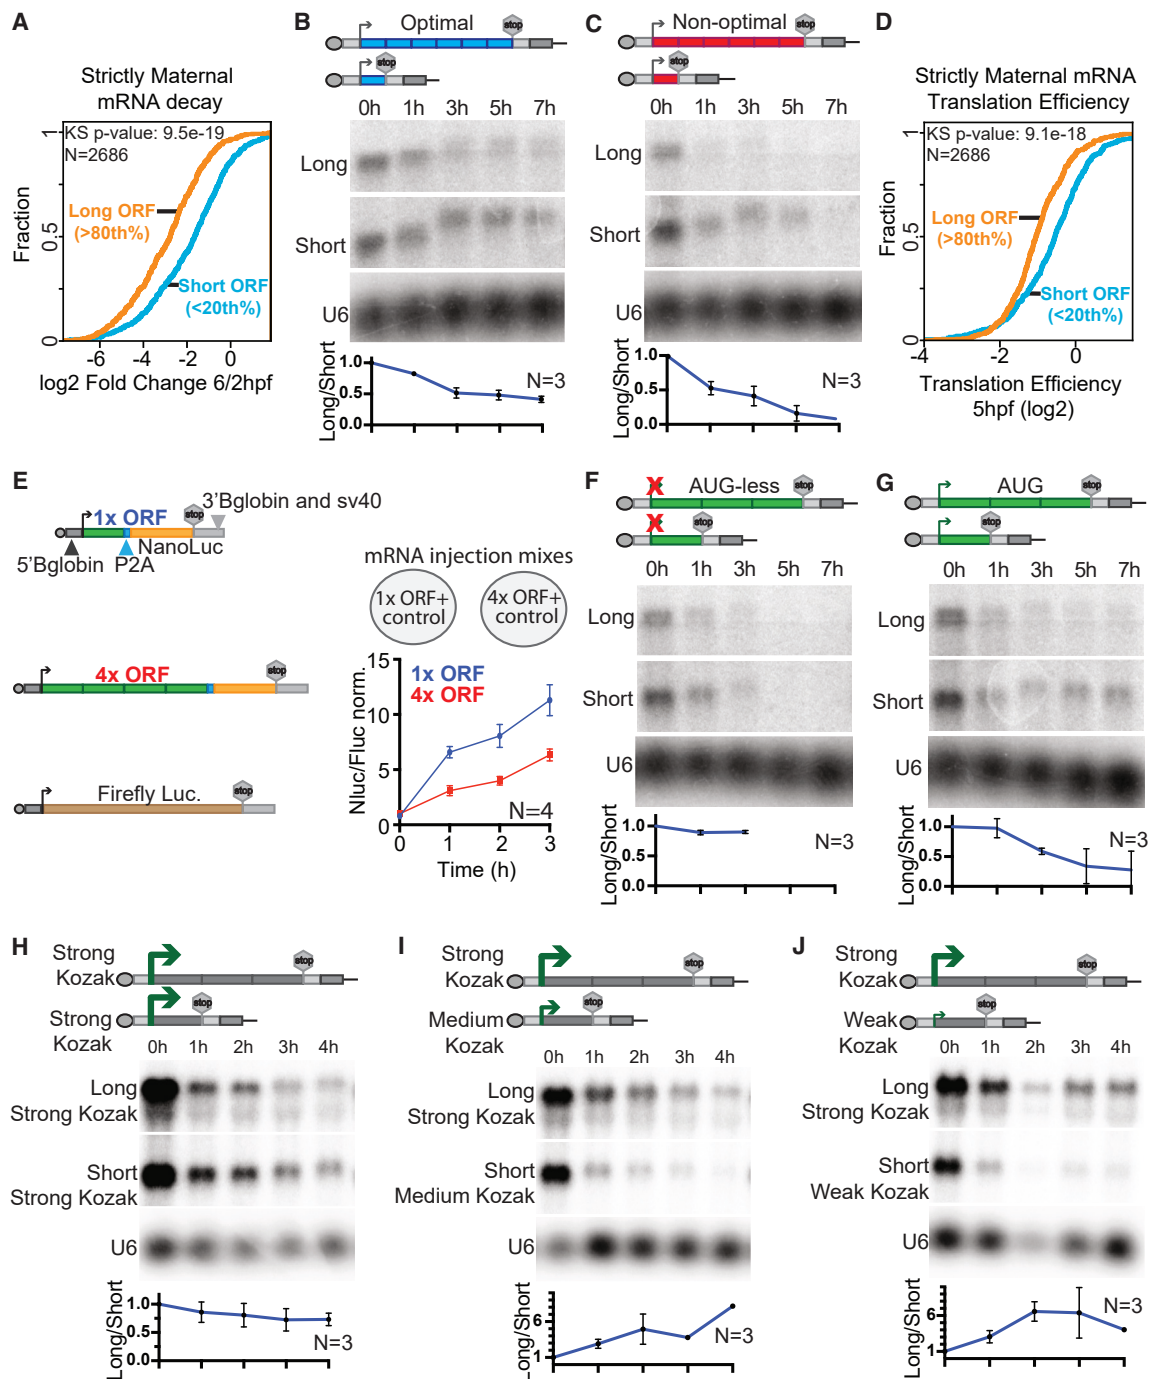 A
Strictly Maternal
mRNA decay
KS p-value: 9.5e-19
N=2686
Long ORF
(>80th%)
Short ORF
(<20th%)
Fraction
1
0.5
0
-6 -4 -2 0
log2 Fold Change 6/2hpf
B
Optimal
stop
stop
0h 1h 3h 5h 7h
Long
Short
U6
Long/Short
1.0
0.5
0.0
N=3
C
Non-optimal
stop
stop
0h 1h 3h 5h 7h
Long
Short
U6
Long/Short
1.0
0.5
0.0
N=3
D
Strictly Maternal mRNA
Translation Efficiency
KS p-value: 9.1e-18
N=2686
Long ORF
(>80th%)
Short ORF
(<20th%)
Fraction
1
0.5
0
-4 -2 0
Translation Efficiency
5hpf (log2)
E
3'Bglobin and sv40
1x ORF
stop
NanoLuc
5'Bglobin P2A
4x ORF
stop
Firefly Luc.
stop
mRNA injection mixes
1x ORF+
control
4x ORF+
control
Nluc/Fluc norm.
15
10
5
0
1x ORF
4x ORF
N=4
0 1 2 3
Time (h)
F
X AUG-less
stop
X
stop
0h 1h 3h 5h 7h
Long
Short
U6
Long/Short
1.0
0.5
0.0
N=3
G
AUG
stop
stop
0h 1h 3h 5h 7h
Long
Short
U6
Long/Short
1.0
0.5
0.0
N=3
H
Strong
Kozak
stop
Strong
Kozak
stop
0h 1h 2h 3h 4h
Long
Strong Kozak
Short
Strong Kozak
U6
Long/Short
1.0
0.5
0.0
N=3
I
Strong
Kozak
stop
Medium
Kozak
stop
0h 1h 2h 3h 4h
Long
Strong Kozak
Short
Medium Kozak
U6
Long/Short
6
1
N=3
J
Strong
Kozak
stop
Weak
Kozak
stop
0h 1h 2h 3h 4h
Long
Strong Kozak
Short
Weak Kozak
U6
Long/Short
6
1
N=3